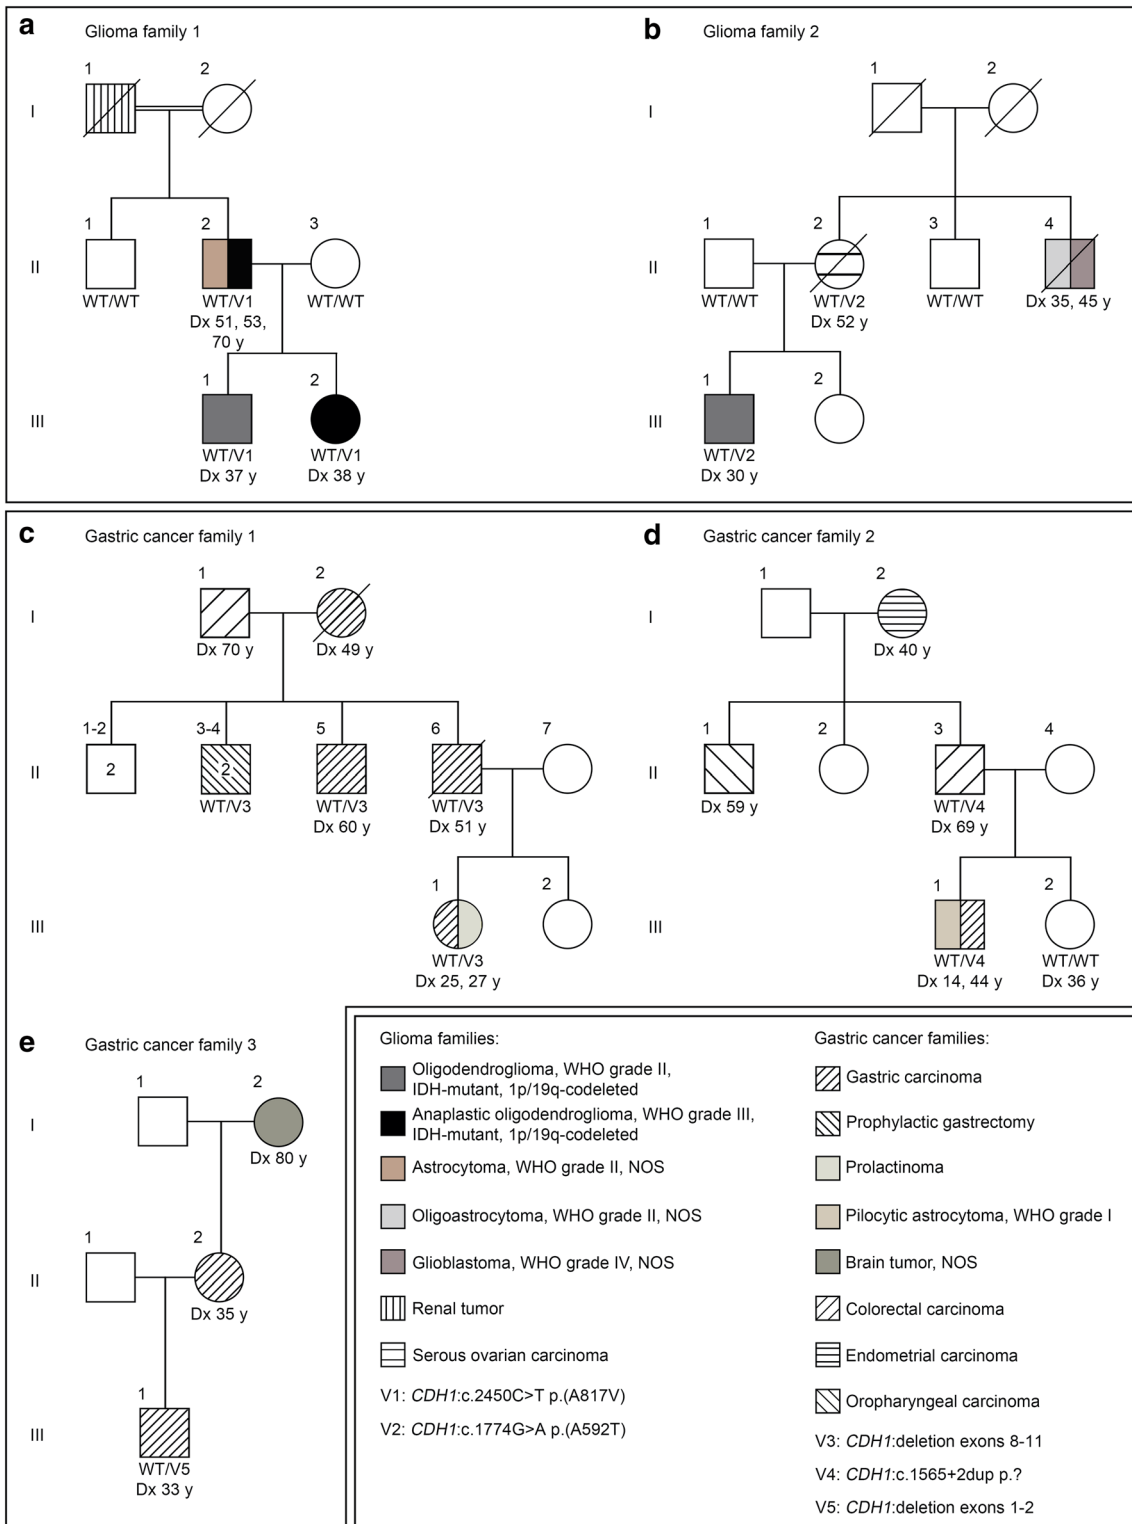 a Glioma family 1
1 2
I
1 2 3
II
WT/WT WT/V1 WT/WT
Dx 51, 53,
70 y
1 2
III
WT/V1 WT/V1
Dx 37 y Dx 38 y
b Glioma family 2
1 2
I
1 2 3 4
II
WT/WT WT/V2 WT/WT Dx 35, 45 y
Dx 52 y
1 2
III
WT/V2
Dx 30 y
c Gastric cancer family 1
1 2
I
Dx 70 y Dx 49 y
1-2 3-4 5 6 7
II
2 2
WT/V3 WT/V3 WT/V3
Dx 60 y Dx 51 y
1 2
III
WT/V3
Dx 25, 27 y
d Gastric cancer family 2
1 2
I
Dx 40 y
1 2 3 4
II
Dx 59 y WT/V4
Dx 69 y
1 2
III
WT/V4 WT/WT
Dx 14, 44 y Dx 36 y
e Gastric cancer family 3
1 2
I
Dx 80 y
1 2
II
Dx 35 y
1
III
WT/V5
Dx 33 y
Glioma families:
Oligodendroglioma, WHO grade II,
IDH-mutant, 1p/19q-codeleted
Anaplastic oligodendroglioma, WHO grade III,
IDH-mutant, 1p/19q-codeleted
Astrocytoma, WHO grade II, NOS
Oligoastrocytoma, WHO grade II, NOS
Glioblastoma, WHO grade IV, NOS
Renal tumor
Serous ovarian carcinoma
V1: CDH1:c.2450C>T p.(A817V)
V2: CDH1:c.1774G>A p.(A592T)
Gastric cancer families:
Gastric carcinoma
Prophylactic gastrectomy
Prolactinoma
Pilocytic astrocytoma, WHO grade I
Brain tumor, NOS
Colorectal carcinoma
Endometrial carcinoma
Oropharyngeal carcinoma
V3: CDH1:deletion exons 8-11
V4: CDH1:c.1565+2dup p.?
V5: CDH1:deletion exons 1-2